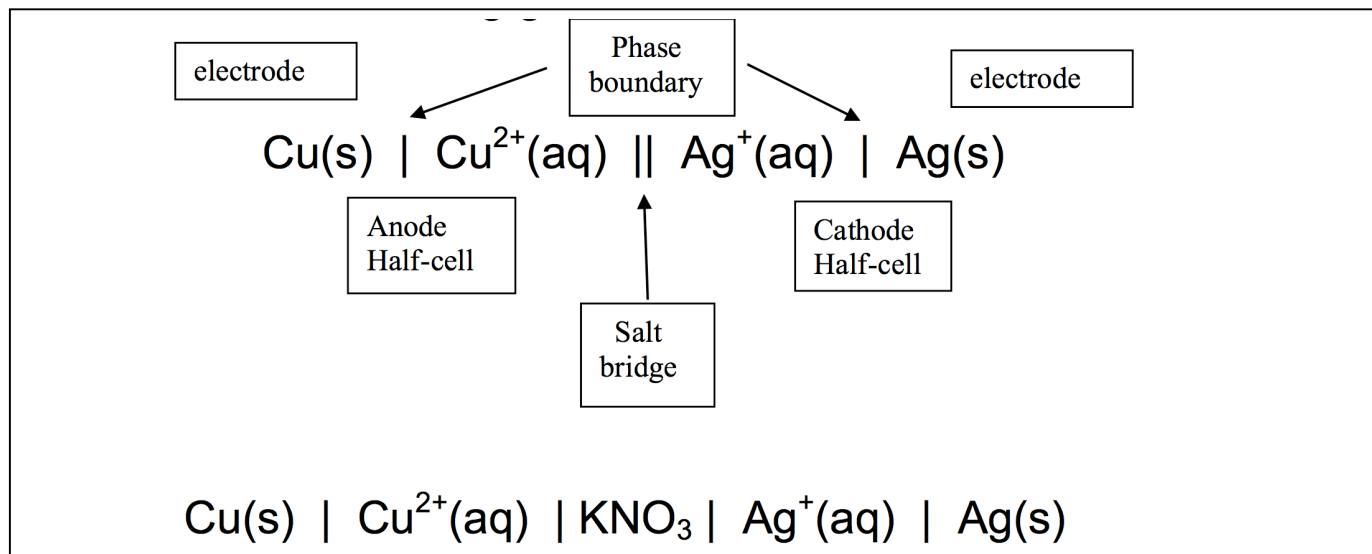 Phase
boundary
electrode
electrode
Cu(s) | Cu²⁺(aq) || Ag⁺(aq) | Ag(s)
Anode
Half-cell
Cathode
Half-cell
Salt
bridge
Cu(s) | Cu²⁺(aq) | KNO₃ | Ag⁺(aq) | Ag(s)